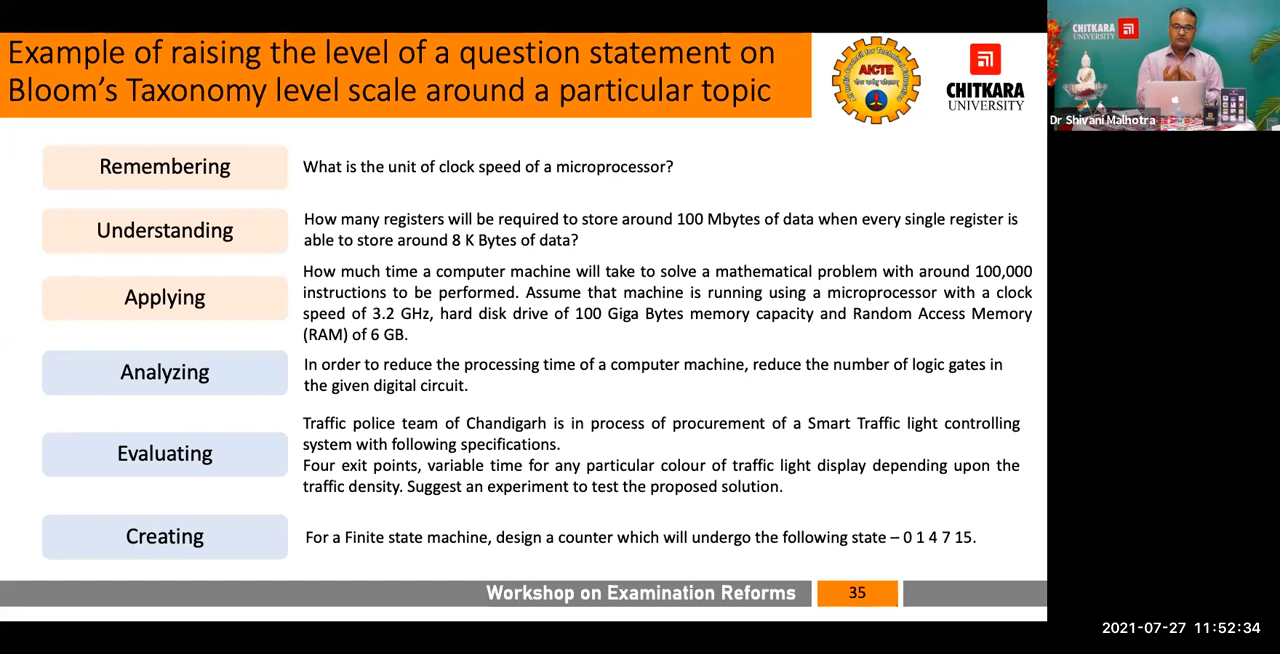 Example of raising the level of a question statement on
Bloom's Taxonomy level scale around a particular topic
AICTE
CHITKARA
UNIVERSITY
CHITKARA
UNIVERSITY
Dr Shivani Malhotra
Remembering
What is the unit of clock speed of a microprocessor?
Understanding
How many registers will be required to store around 100 Mbytes of data when every single register is
able to store around 8 K Bytes of data?
Applying
How much time a computer machine will take to solve a mathematical problem with around 100,000
instructions to be performed. Assume that machine is running using a microprocessor with a clock
speed of 3.2 GHz, hard disk drive of 100 Giga Bytes memory capacity and Random Access Memory
(RAM) of 6 GB.
Analyzing
In order to reduce the processing time of a computer machine, reduce the number of logic gates in
the given digital circuit.
Evaluating
Traffic police team of Chandigarh is in process of procurement of a Smart Traffic light controlling
system with following specifications.
Four exit points, variable time for any particular colour of traffic light display depending upon the
traffic density. Suggest an experiment to test the proposed solution.
Creating
For a Finite state machine, design a counter which will undergo the following state – 0 1 4 7 15.
Workshop on Examination Reforms
35
2021-07-27 11:52:34